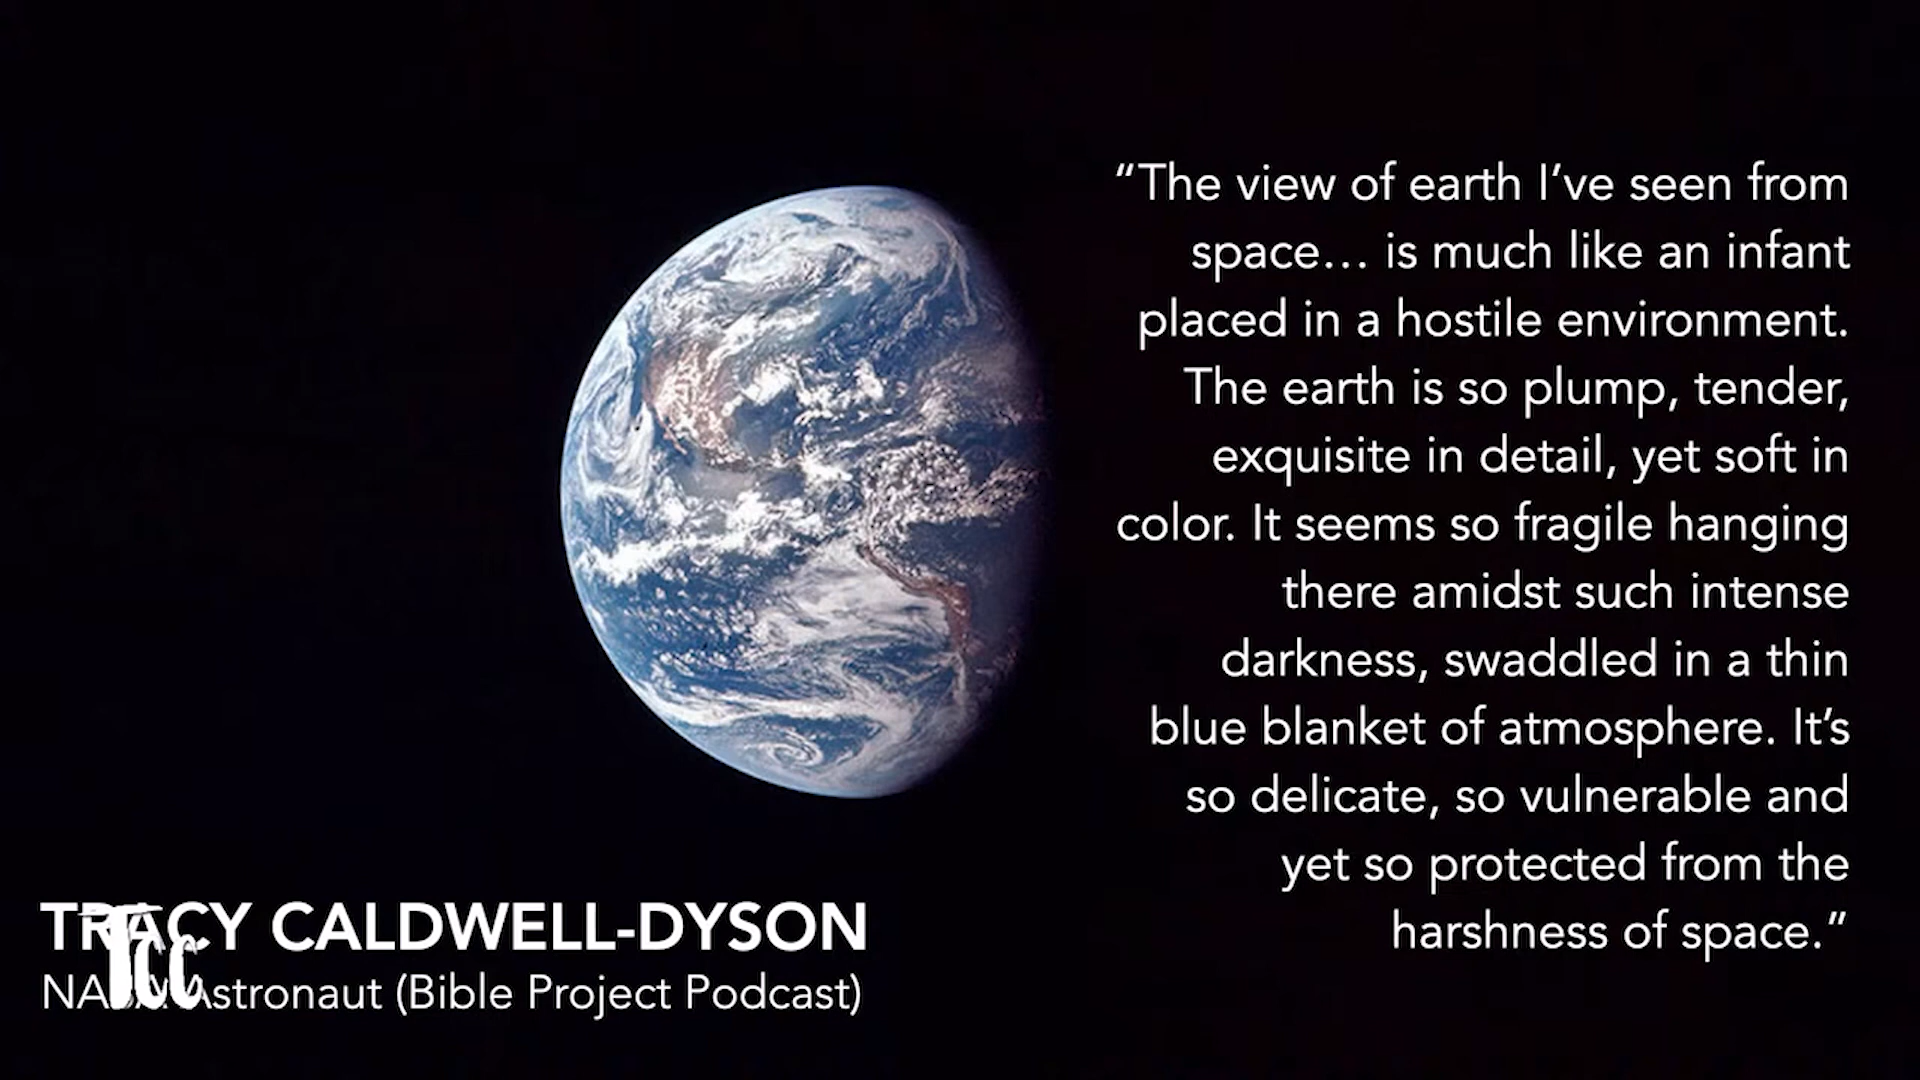 “The view of earth I’ve seen from
space… is much like an infant
placed in a hostile environment.
The earth is so plump, tender,
exquisite in detail, yet soft in
color. It seems so fragile hanging
there amidst such intense
darkness, swaddled in a thin
blue blanket of atmosphere. It’s
so delicate, so vulnerable and
yet so protected from the
harshness of space.”
TRACY CALDWELL-DYSON
NASA Astronaut (Bible Project Podcast)
Tcc